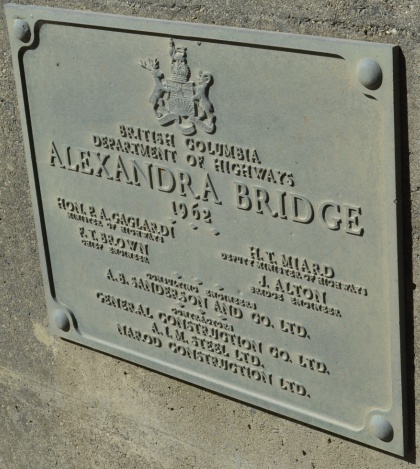 BRITISH COLUMBIA
DEPARTMENT OF HIGHWAYS
ALEXANDRA BRIDGE
1962
HON. P. A. GAGLARDI
MINISTER OF HIGHWAYS
H. T. MIARD
DEPUTY MINISTER OF HIGHWAYS
F. T. BROWN
CHIEF ENGINEER
J. ALTON
BRIDGE ENGINEER
CONSULTING ENGINEERS
A. B. SANDERSON AND CO. LTD.
CONTRACTORS
GENERAL CONSTRUCTION CO. LTD.
A. I. M. STEEL LTD.
NAROD CONSTRUCTION LTD.